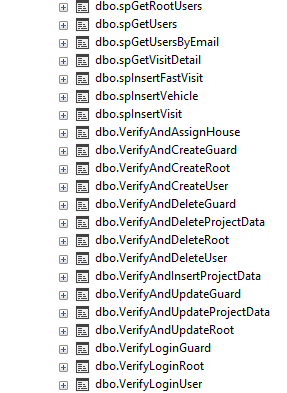 dbo.spGetRootUsers
dbo.spGetUsers
dbo.spGetUsersByEmail
dbo.spGetVisitDetail
dbo.spInsertFastVisit
dbo.spInsertVehicle
dbo.spInsertVisit
dbo.VerifyAndAssignHouse
dbo.VerifyAndCreateGuard
dbo.VerifyAndCreateRoot
dbo.VerifyAndCreateUser
dbo.VerifyAndDeleteGuard
dbo.VerifyAndDeleteProjectData
dbo.VerifyAndDeleteRoot
dbo.VerifyAndDeleteUser
dbo.VerifyAndInsertProjectData
dbo.VerifyAndUpdateGuard
dbo.VerifyAndUpdateProjectData
dbo.VerifyAndUpdateRoot
dbo.VerifyLoginGuard
dbo.VerifyLoginRoot
dbo.VerifyLoginUser